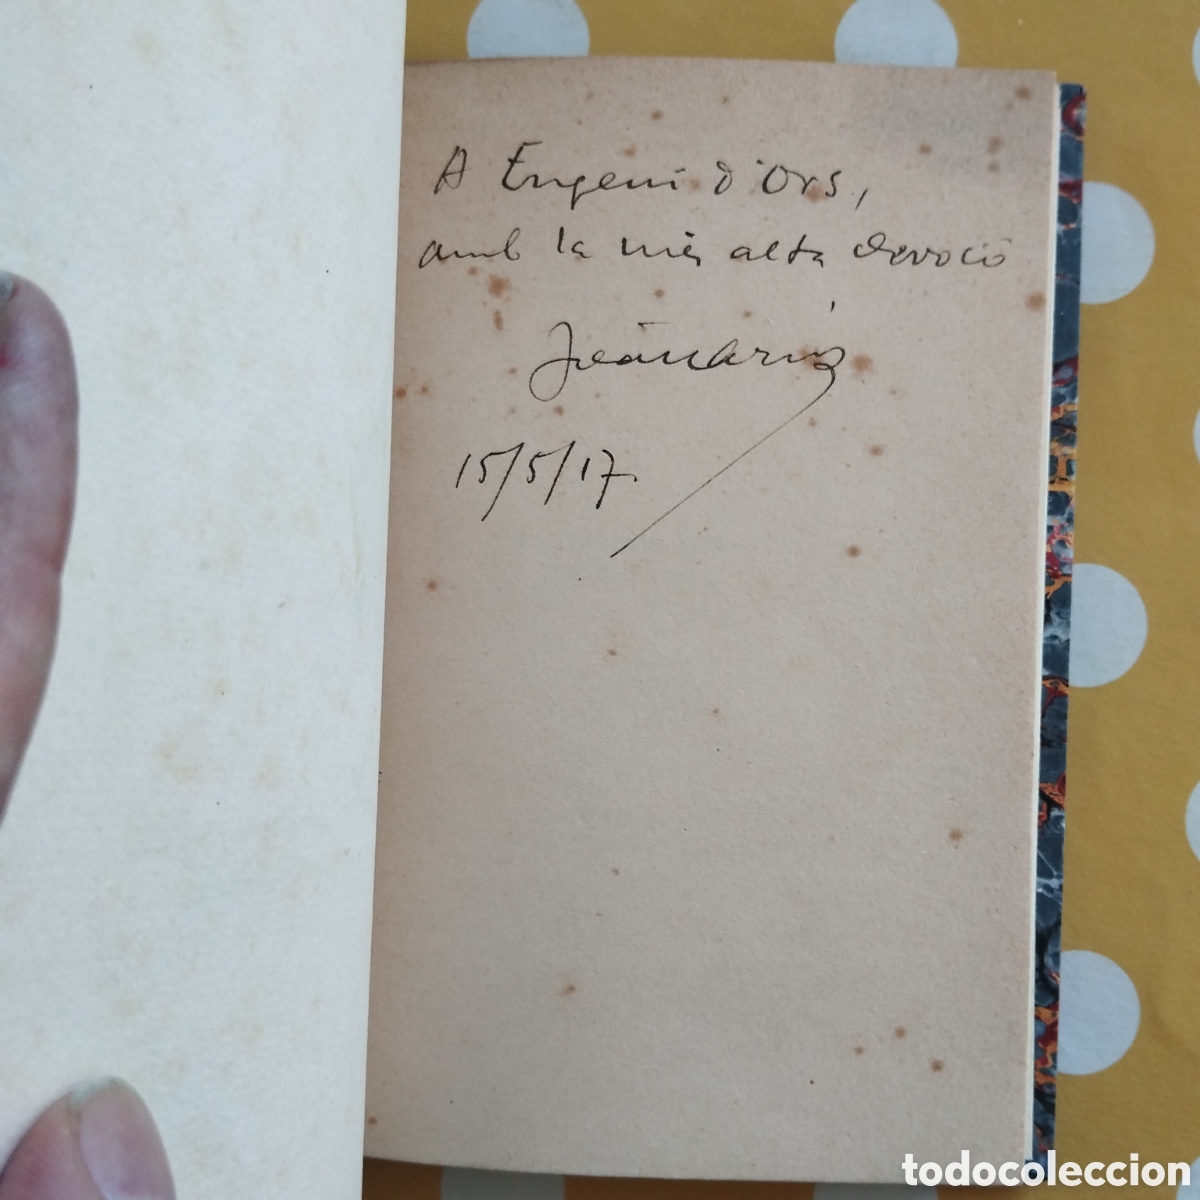 A Eugeni d'Ors,
amb la més alta devoció
15/5/17.
todocoleccion